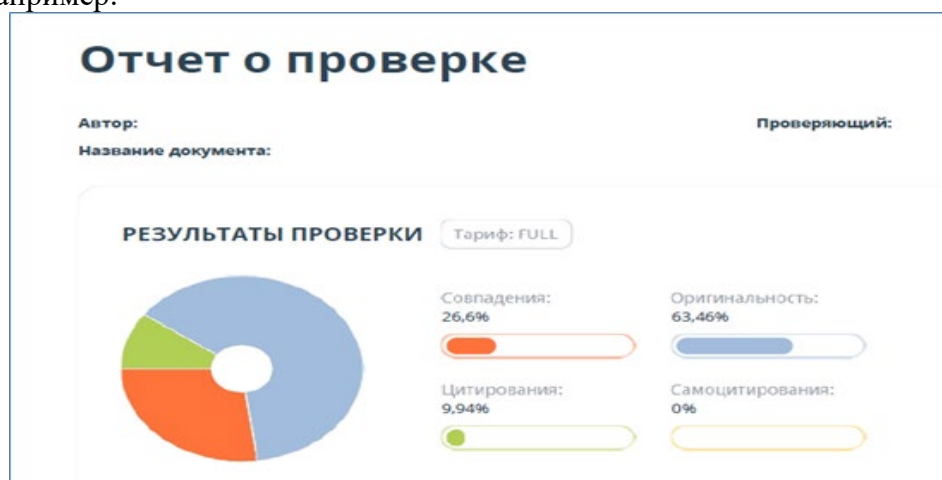 апример:
Отчет о проверке
Автор: Проверяющий:
Название документа:
РЕЗУЛЬТАТЫ ПРОВЕРКИ Тариф: FULL
Совпадения: Оригинальность:
26,6% 63,46%
Цитирования: Самоцитирования:
9,94% 0%